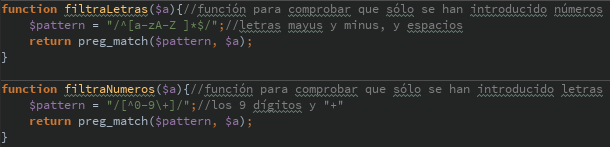 function filtraLetras($a){//función para comprobar que sólo se han introducido números
$pattern = "/^[a-zA-Z ]*$/";//letras mayus y minus, y espacios
return preg_match($pattern, $a);
}
function filtraNumeros($a){//función para comprobar que sólo se han introducido letras
$pattern = "/[^0-9\+]/";//los 9 dígitos y "+"
return preg_match($pattern, $a);
}